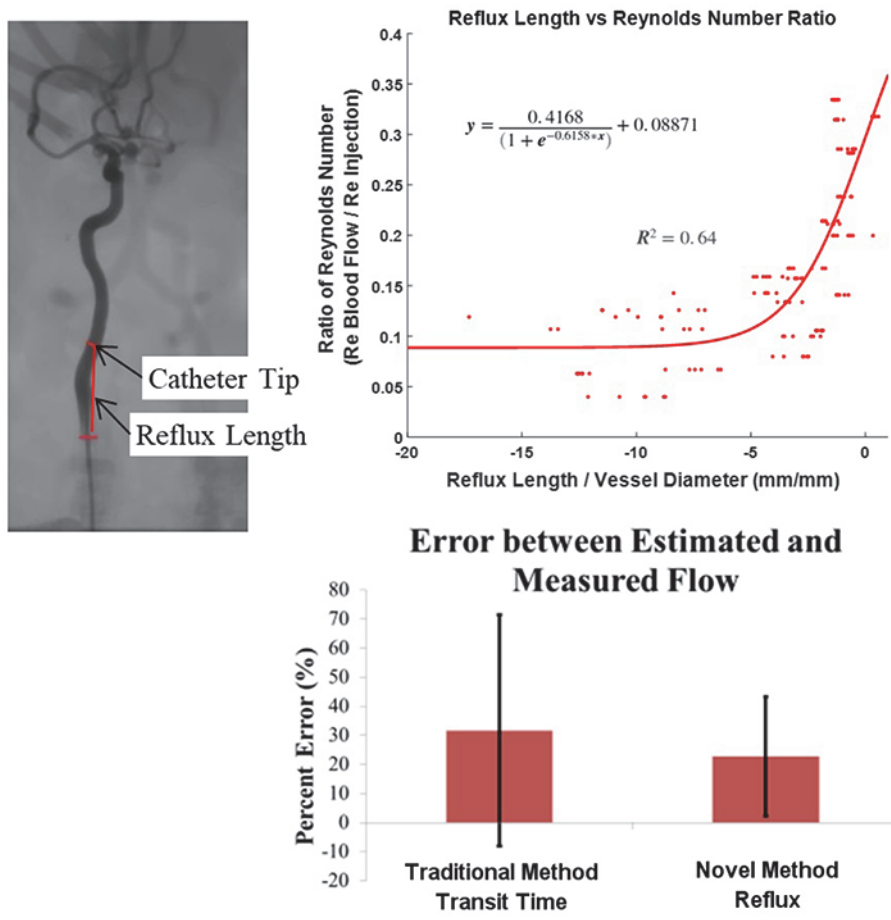 Catheter Tip
Reflux Length
Reflux Length vs Reynolds Number Ratio
Ratio of Reynolds Number
(Re Blood Flow / Re Injection)
0.4
0.35
0.3
0.25
0.2
0.15
0.1
0.05
0
y = 0.4168 / (1 + e^{-0.6158*x}) + 0.08871
R² = 0.64
-20
-15
-10
-5
0
Reflux Length / Vessel Diameter (mm/mm)
Error between Estimated and
Measured Flow
Percent Error (%)
80
70
60
50
40
30
20
10
0
-10
-20
Traditional Method
Transit Time
Novel Method
Reflux